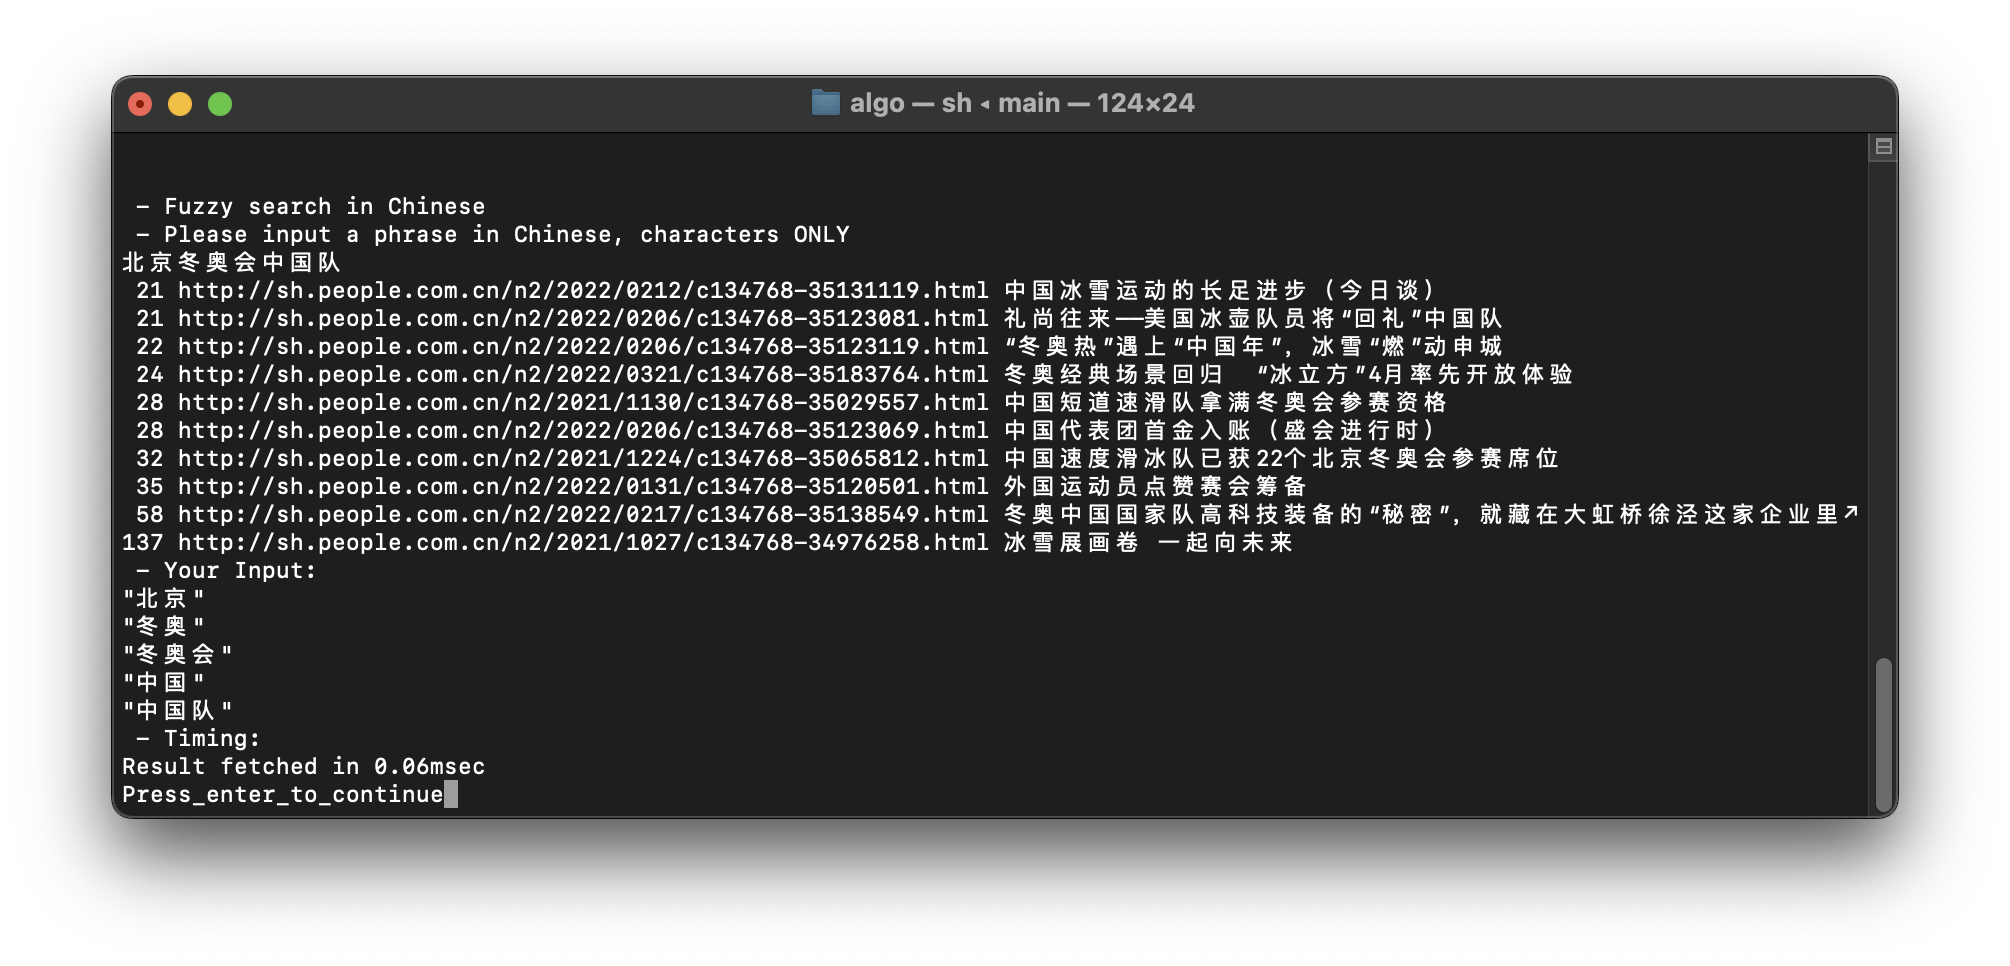 algo — sh ◂ main — 124×24
- Fuzzy search in Chinese
- Please input a phrase in Chinese, characters ONLY
北京冬奥会中国队
21 http://sh.people.com.cn/n2/2022/0212/c134768-35131119.html 中国冰雪运动的长足进步（今日谈）
21 http://sh.people.com.cn/n2/2022/0206/c134768-35123081.html 礼尚往来——美国冰壶队员将“回礼”中国队
22 http://sh.people.com.cn/n2/2022/0206/c134768-35123119.html “冬奥热”遇上“中国年”，冰雪“燃”动申城
24 http://sh.people.com.cn/n2/2022/0321/c134768-35183764.html 冬奥经典场景回归　“冰立方”4月率先开放体验
28 http://sh.people.com.cn/n2/2021/1130/c134768-35029557.html 中国短道速滑队拿满冬奥会参赛资格
28 http://sh.people.com.cn/n2/2022/0206/c134768-35123069.html 中国代表团首金入账（盛会进行时）
32 http://sh.people.com.cn/n2/2021/1224/c134768-35065812.html 中国速度滑冰队已获22个北京冬奥会参赛席位
35 http://sh.people.com.cn/n2/2022/0131/c134768-35120501.html 外国运动员点赞赛会筹备
58 http://sh.people.com.cn/n2/2022/0217/c134768-35138549.html 冬奥中国国家队高科技装备的“秘密”，就藏在大虹桥徐泾这家企业里↗
137 http://sh.people.com.cn/n2/2021/1027/c134768-34976258.html 冰雪展画卷 一起向未来
- Your Input:
"北京"
"冬奥"
"冬奥会"
"中国"
"中国队"
- Timing:
Result fetched in 0.06msec
Press_enter_to_continue